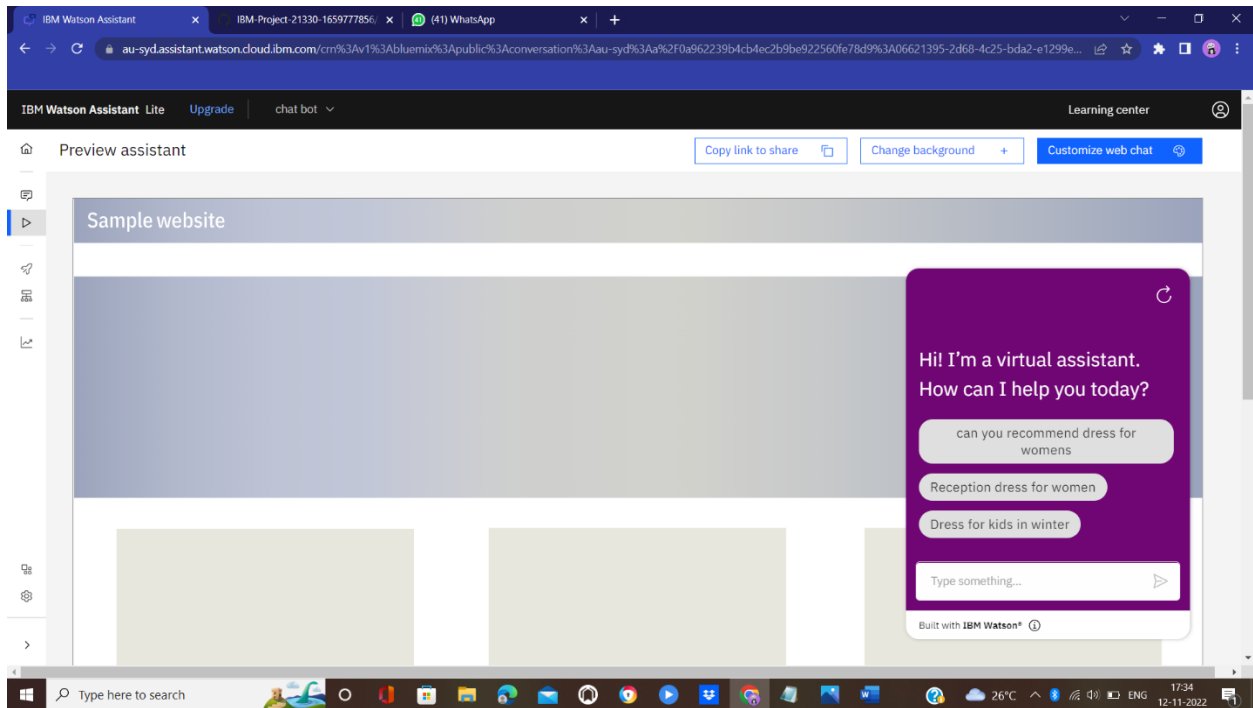 IBM Watson Assistant
IBM-Project-21330-1659777856/
(41) WhatsApp
au-syd.assistant.watson.cloud.ibm.com/crn%3Av1%3Abluemix%3Apublic%3Aconversation%3Aau-syd%3Aa%2F0a962239b4cb4ec2b9be922560fe78d9%3A06621395-2d68-4c25-bda2-e1299e...
IBM Watson Assistant Lite Upgrade chat bot Learning center
Preview assistant Copy link to share Change background + Customize web chat
Sample website
Hi! I'm a virtual assistant.
How can I help you today?
can you recommend dress for
womens
Reception dress for women
Dress for kids in winter
Type something...
Built with IBM Watson®
Type here to search
26°C ENG
17:34
12-11-2022